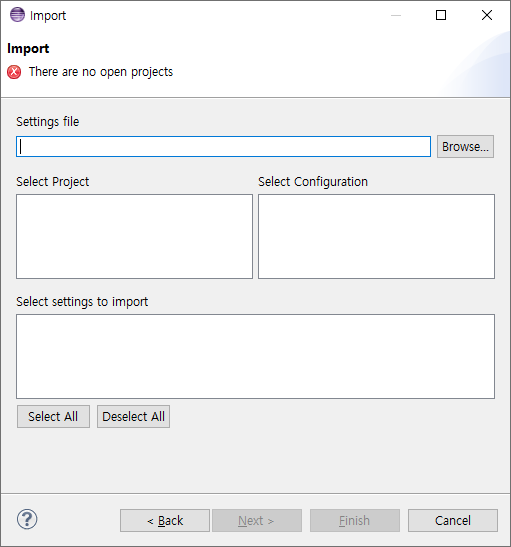 Import
Import
There are no open projects
Settings file
Browse...
Select Project
Select Configuration
Select settings to import
Select All
Deselect All
?
< Back
Next >
Finish
Cancel